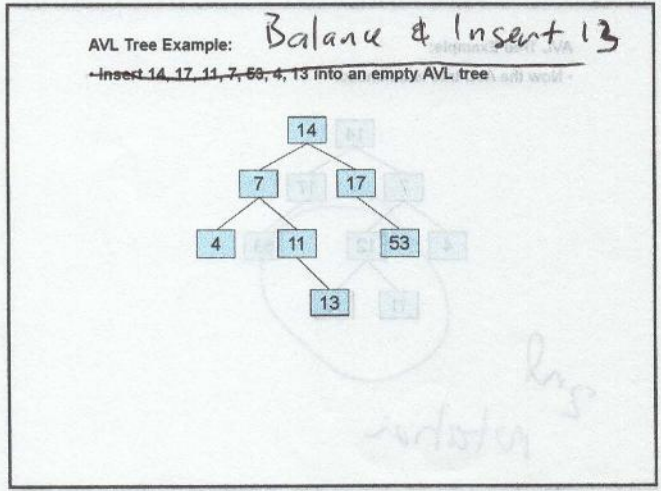 AVL Tree Example: Balance & Insert 13
- Insert 14, 17, 11, 7, 53, 4, 13 into an empty AVL tree
14
7 17
4 11 53
13